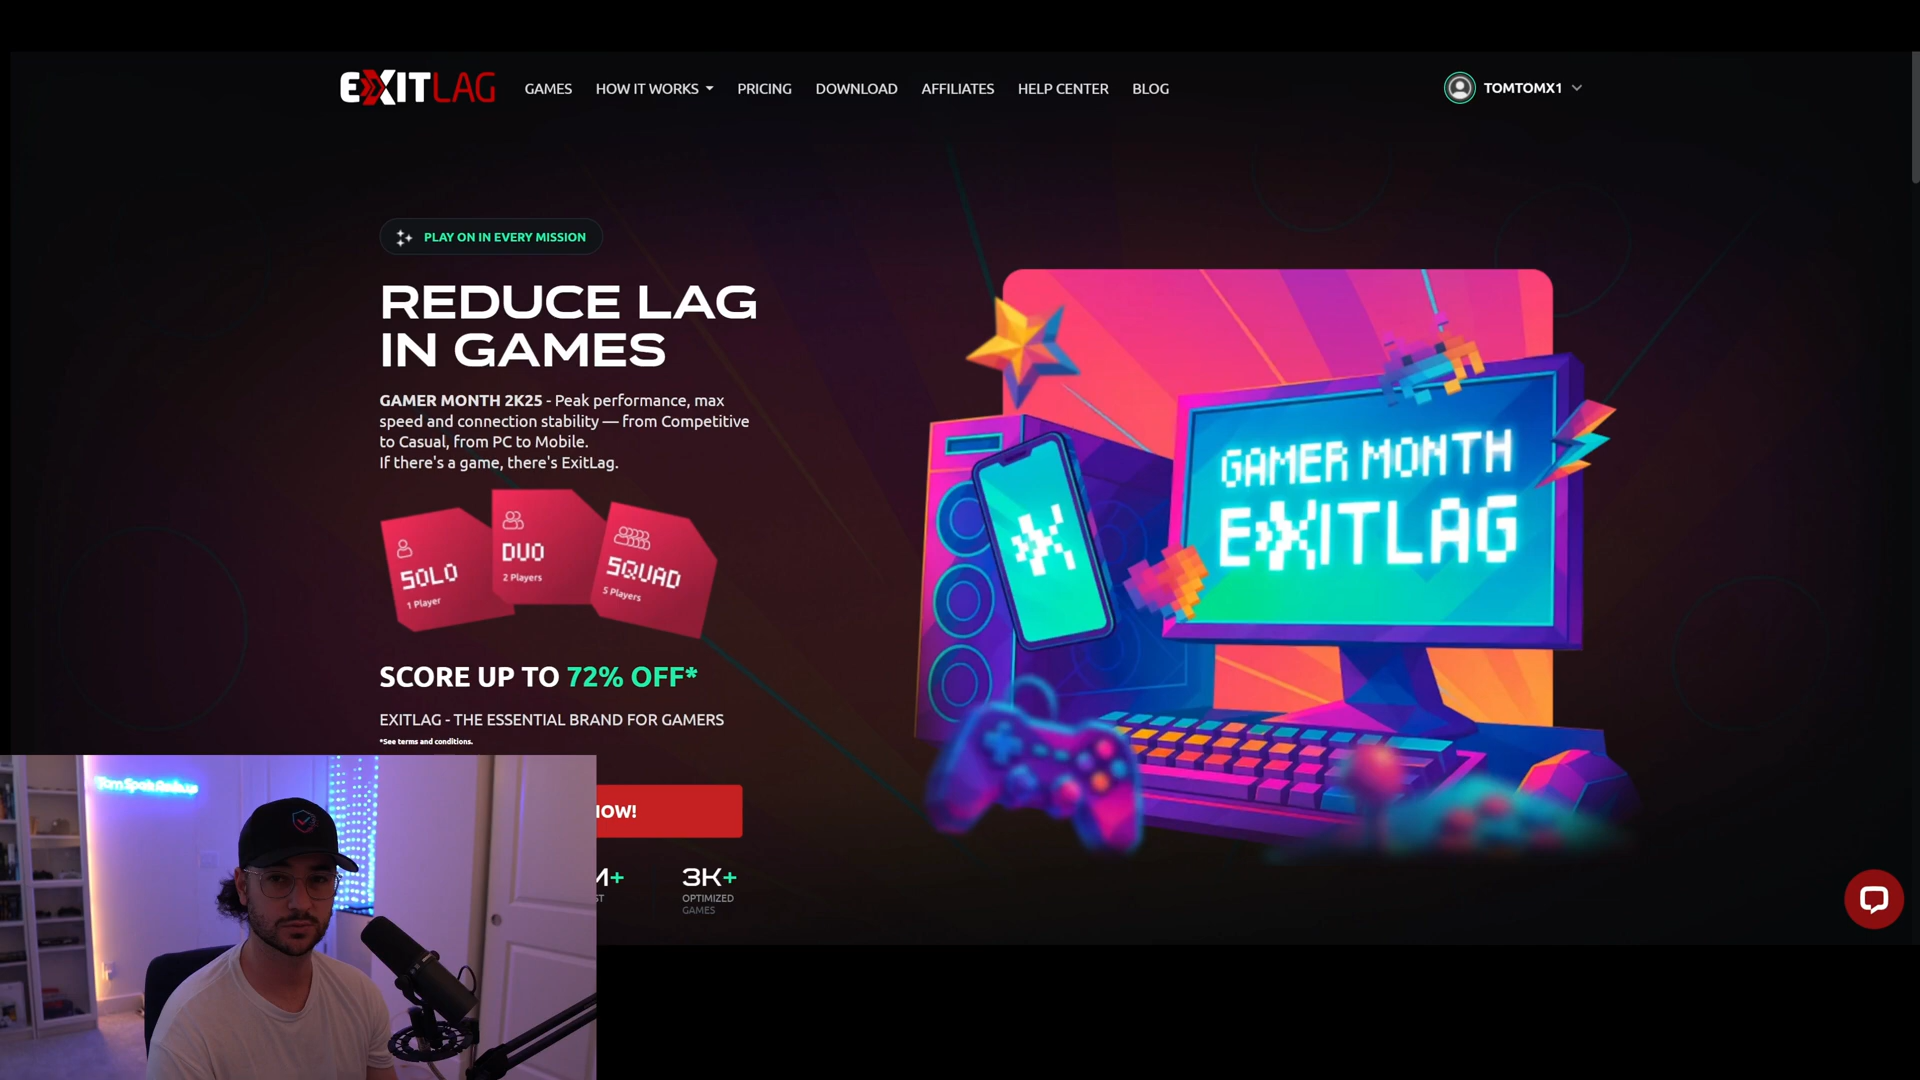 EXITLAG
GAMES
HOW IT WORKS
PRICING
DOWNLOAD
AFFILIATES
HELP CENTER
BLOG
TOMTOMX1
PLAY ON IN EVERY MISSION
REDUCE LAG
IN GAMES
GAMER MONTH 2K25 - Peak performance, max
speed and connection stability — from Competitive
to Casual, from PC to Mobile.
If there's a game, there's ExitLag.
SOLO
1 Player
DUO
2 Players
SQUAD
5 Players
SCORE UP TO 72% OFF*
EXITLAG - THE ESSENTIAL BRAND FOR GAMERS
*See terms and conditions.
3K+
OPTIMIZED
GAMES
GAMER MONTH
EXITLAG